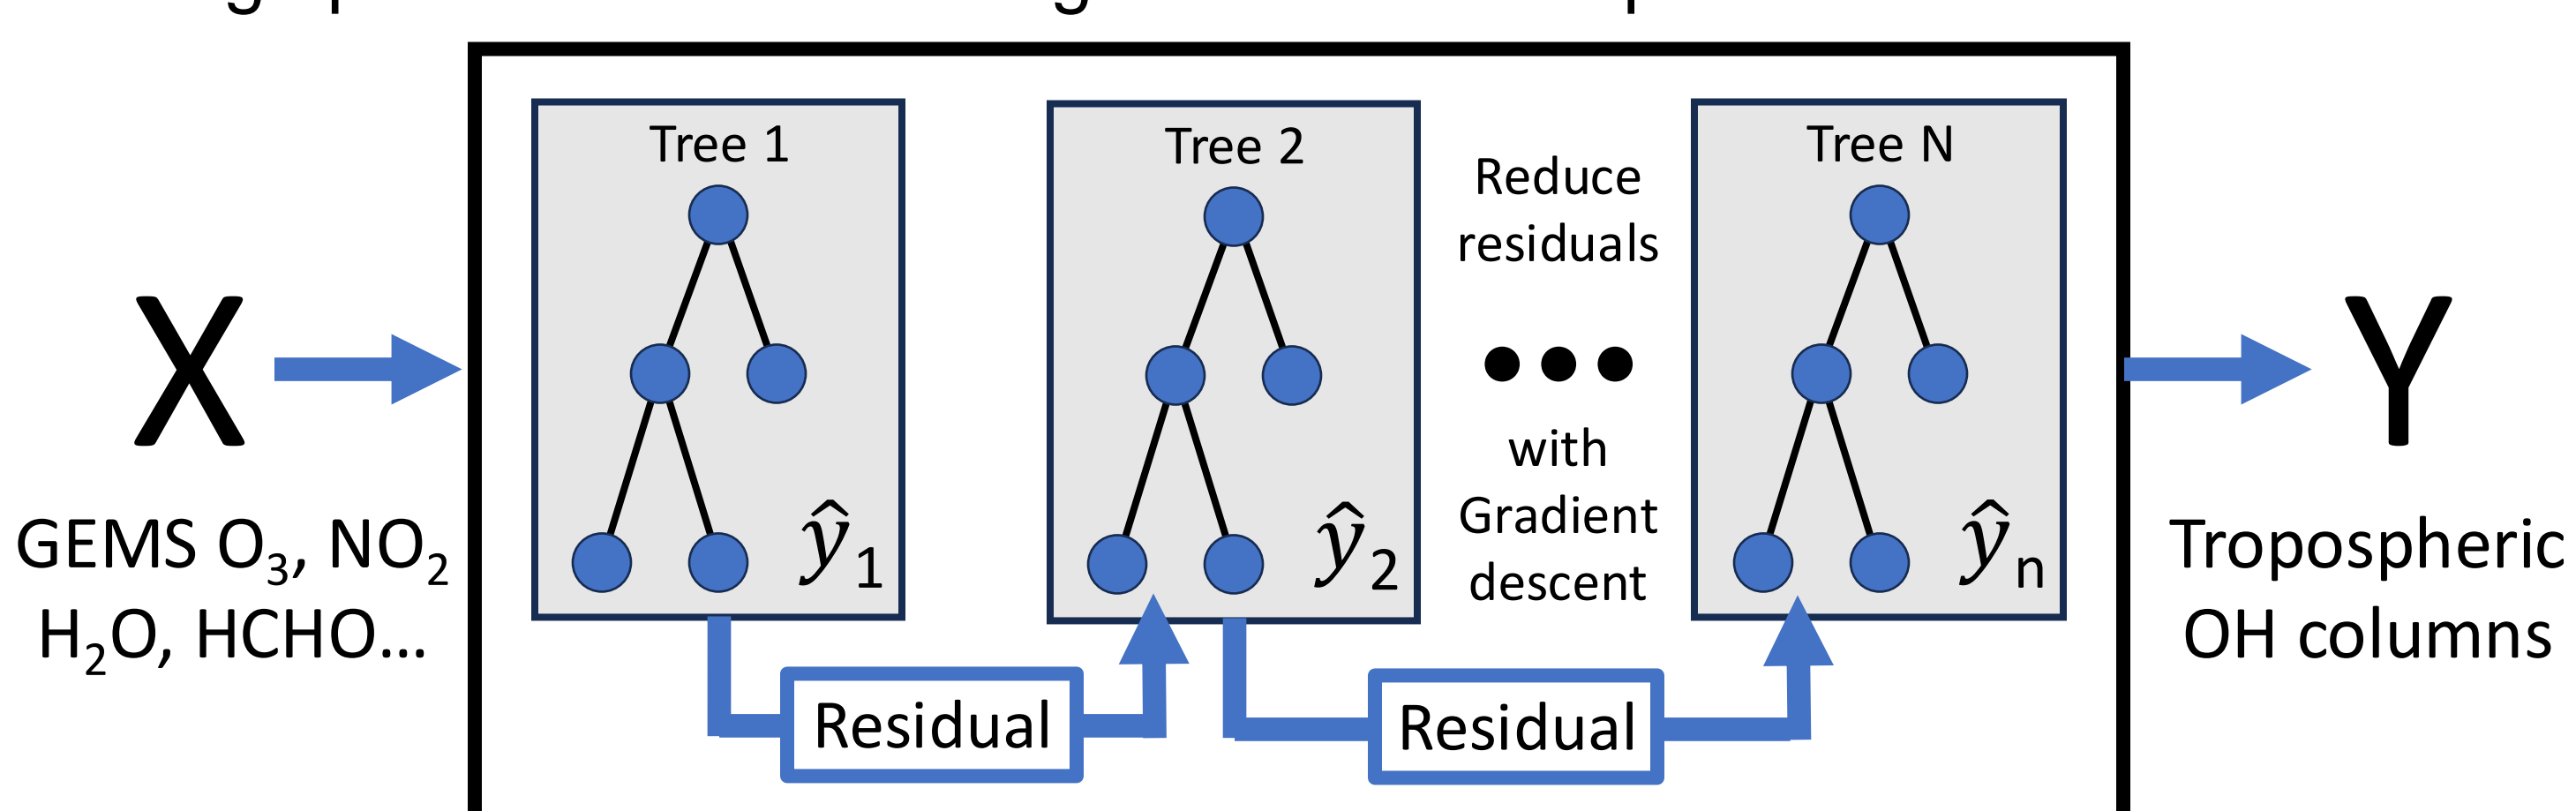 Tree 1
Tree 2
Tree N
Reduce
residuals
•••
with
Gradient
descent
X
GEMS O₃, NO₂
H₂O, HCHO...
ŷ₁
ŷ₂
ŷₙ
Residual
Residual
Y
Tropospheric
OH columns